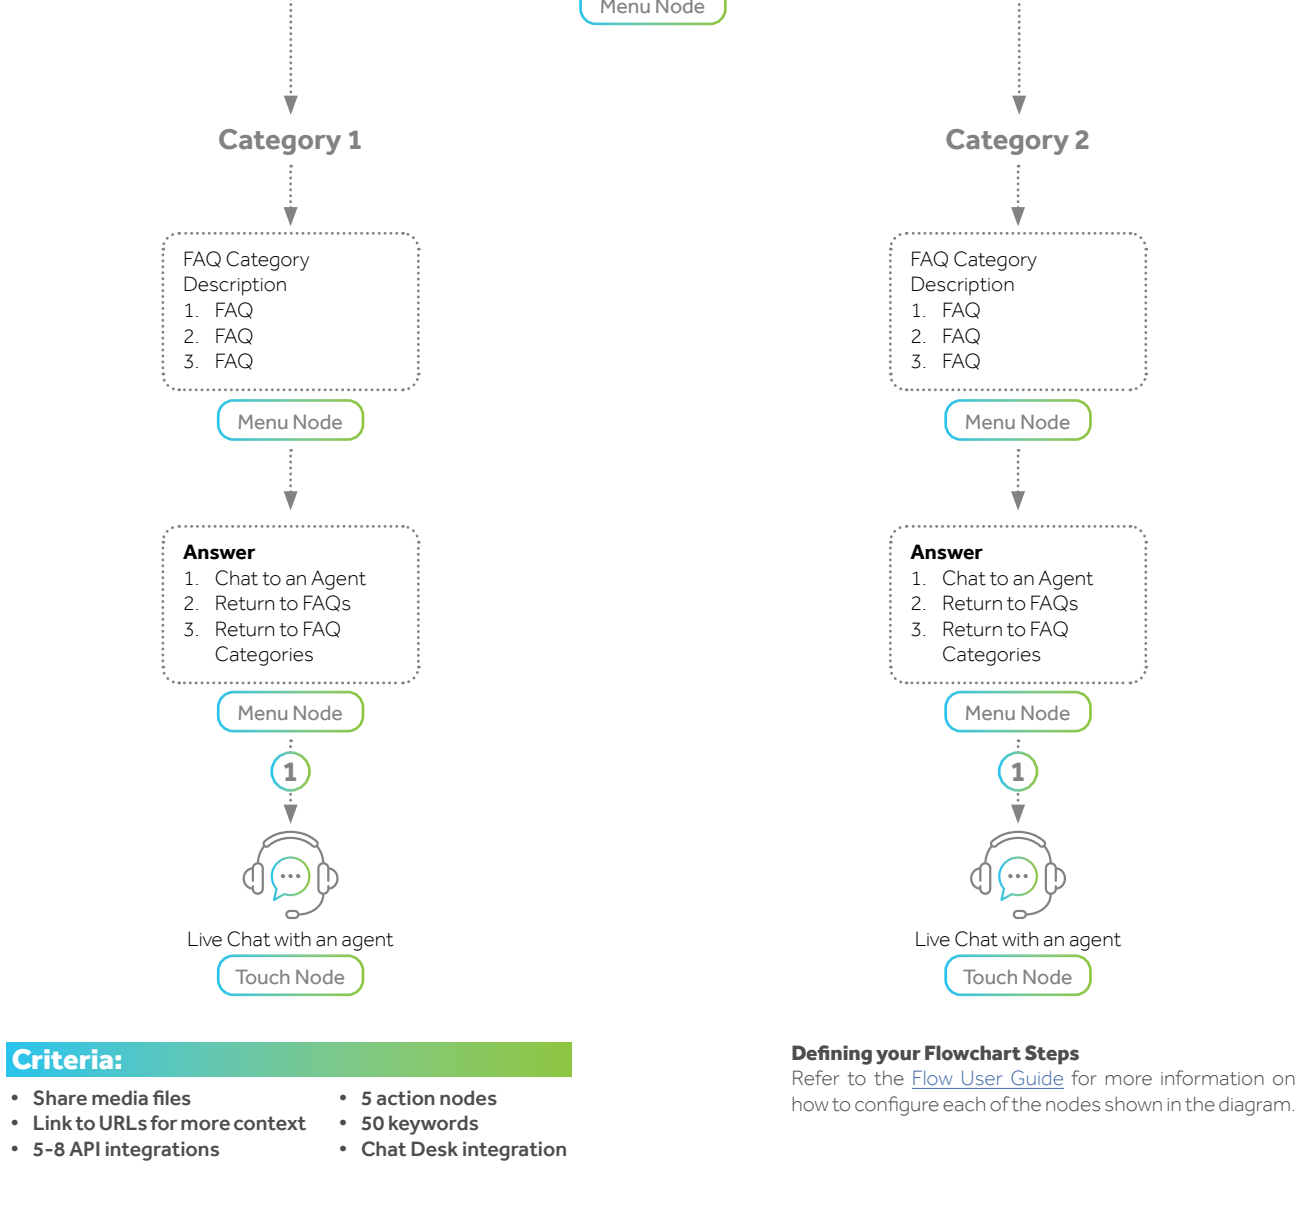 Menu Node
Category 1
FAQ Category
Description
1. FAQ
2. FAQ
3. FAQ
Menu Node
Answer
1. Chat to an Agent
2. Return to FAQs
3. Return to FAQ
Categories
Menu Node
1
Live Chat with an agent
Touch Node
Category 2
FAQ Category
Description
1. FAQ
2. FAQ
3. FAQ
Menu Node
Answer
1. Chat to an Agent
2. Return to FAQs
3. Return to FAQ
Categories
Menu Node
1
Live Chat with an agent
Touch Node
Criteria:
• Share media files
• Link to URLs for more context
• 5-8 API integrations
• 5 action nodes
• 50 keywords
• Chat Desk integration
Defining your Flowchart Steps
Refer to the Flow User Guide for more information on
how to configure each of the nodes shown in the diagram.